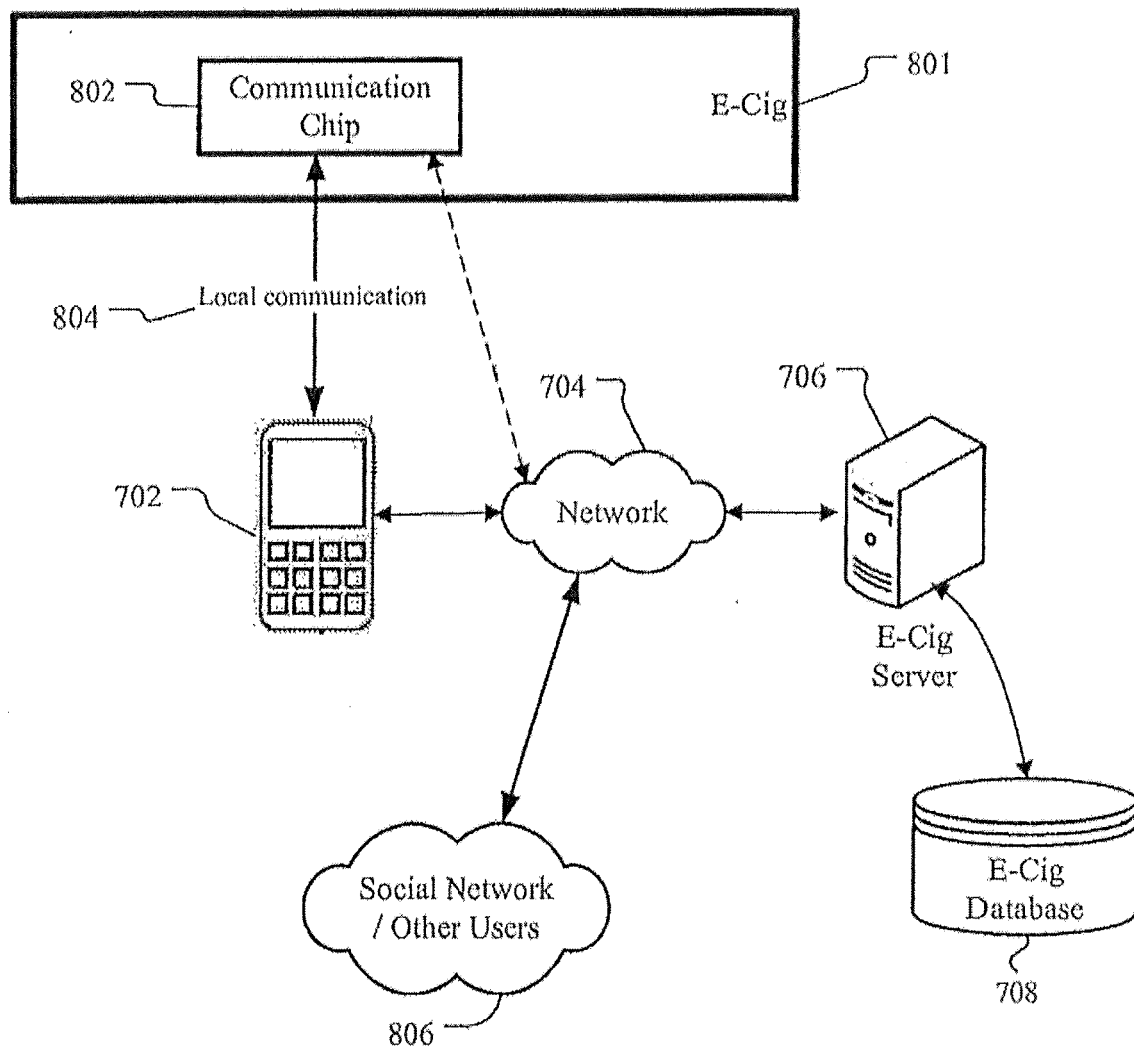 801
802
Communication
Chip
E-Cig
Local communication
804
704
706
702
Network
E-Cig
Server
Social Network
/ Other Users
E-Cig
Database
708
806